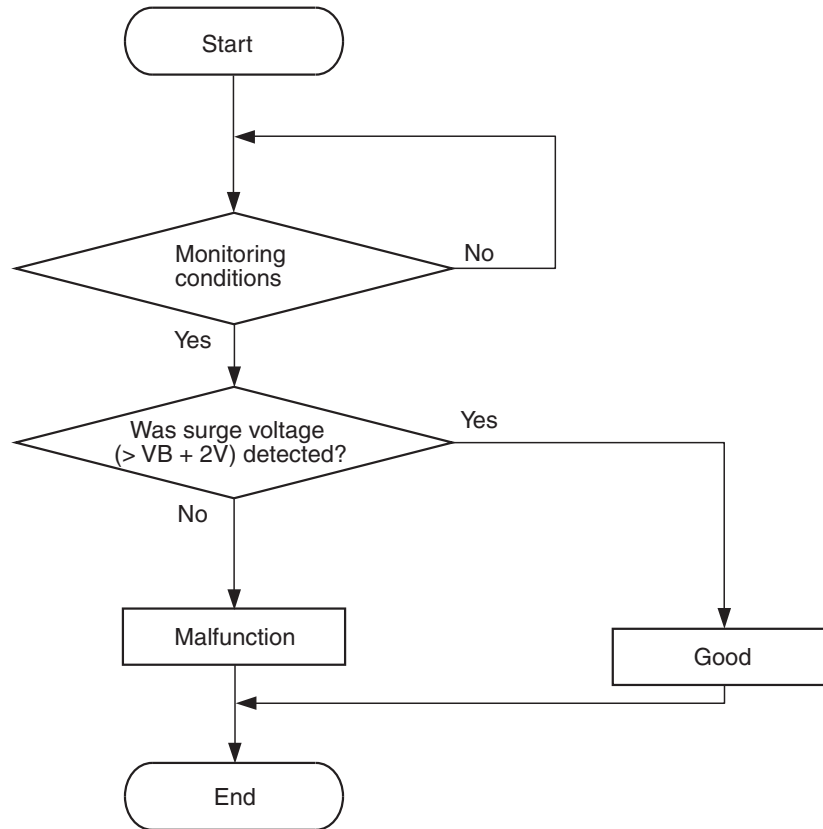 Start
Monitoring
conditions
No
Yes
Was surge voltage
(> VB + 2V) detected?
Yes
No
Malfunction
Good
End